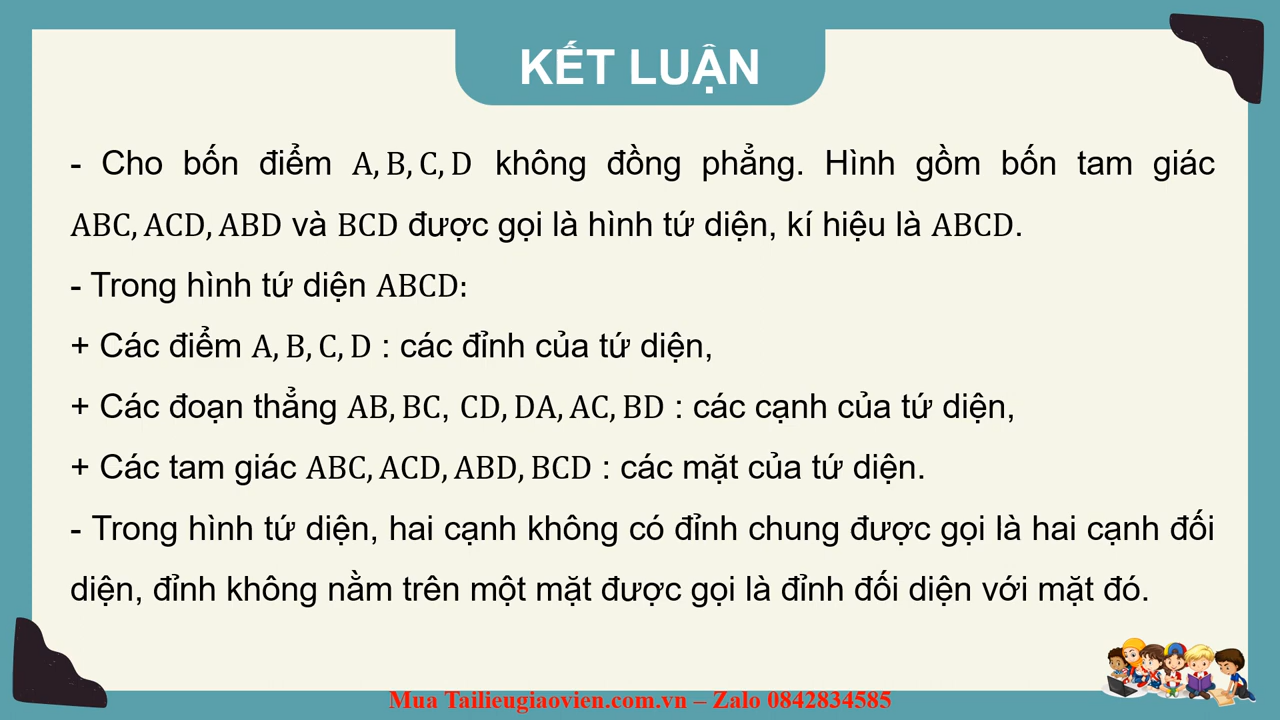 KẾT LUẬN
- Cho bốn điểm A, B, C, D không đồng phẳng. Hình gồm bốn tam giác
ABC, ACD, ABD và BCD được gọi là hình tứ diện, kí hiệu là ABCD.
- Trong hình tứ diện ABCD:
+ Các điểm A, B, C, D : các đỉnh của tứ diện,
+ Các đoạn thẳng AB, BC, CD, DA, AC, BD : các cạnh của tứ diện,
+ Các tam giác ABC, ACD, ABD, BCD : các mặt của tứ diện.
- Trong hình tứ diện, hai cạnh không có đỉnh chung được gọi là hai cạnh đối
diện, đỉnh không nằm trên một mặt được gọi là đỉnh đối diện với mặt đó.
Mua Tailieugiaovien.com.vn – Zalo 0842834585